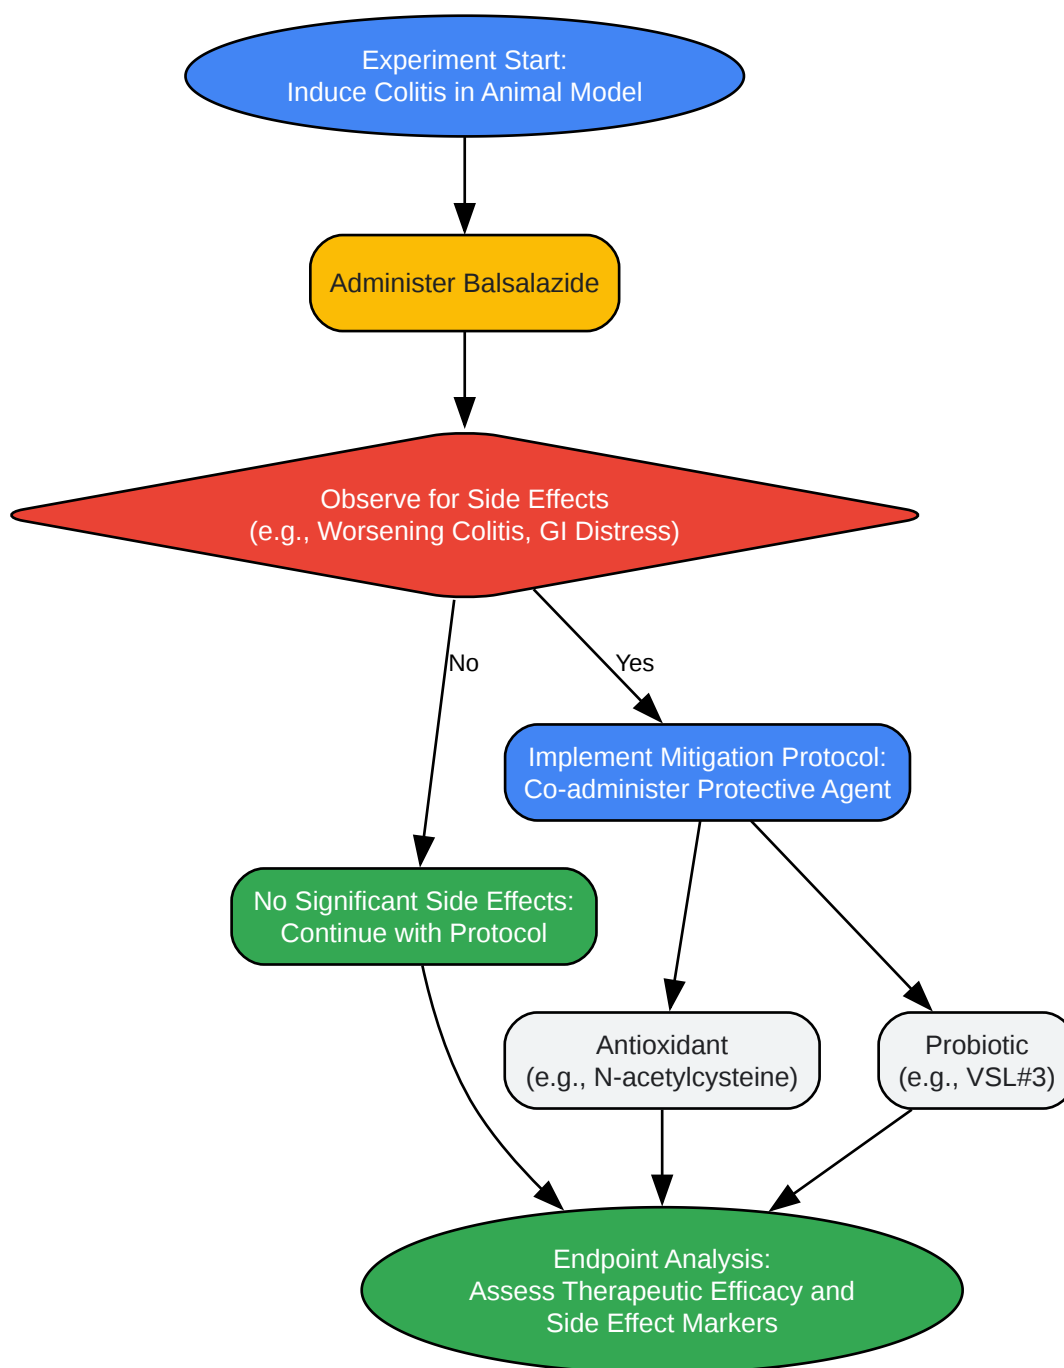 Experiment Start:
Induce Colitis in Animal Model
Administer Balsalazide
Observe for Side Effects
(e.g., Worsening Colitis, GI Distress)
No
Yes
Implement Mitigation Protocol:
Co-administer Protective Agent
No Significant Side Effects:
Continue with Protocol
Antioxidant
(e.g., N-acetylcysteine)
Probiotic
(e.g., VSL#3)
Endpoint Analysis:
Assess Therapeutic Efficacy and
Side Effect Markers